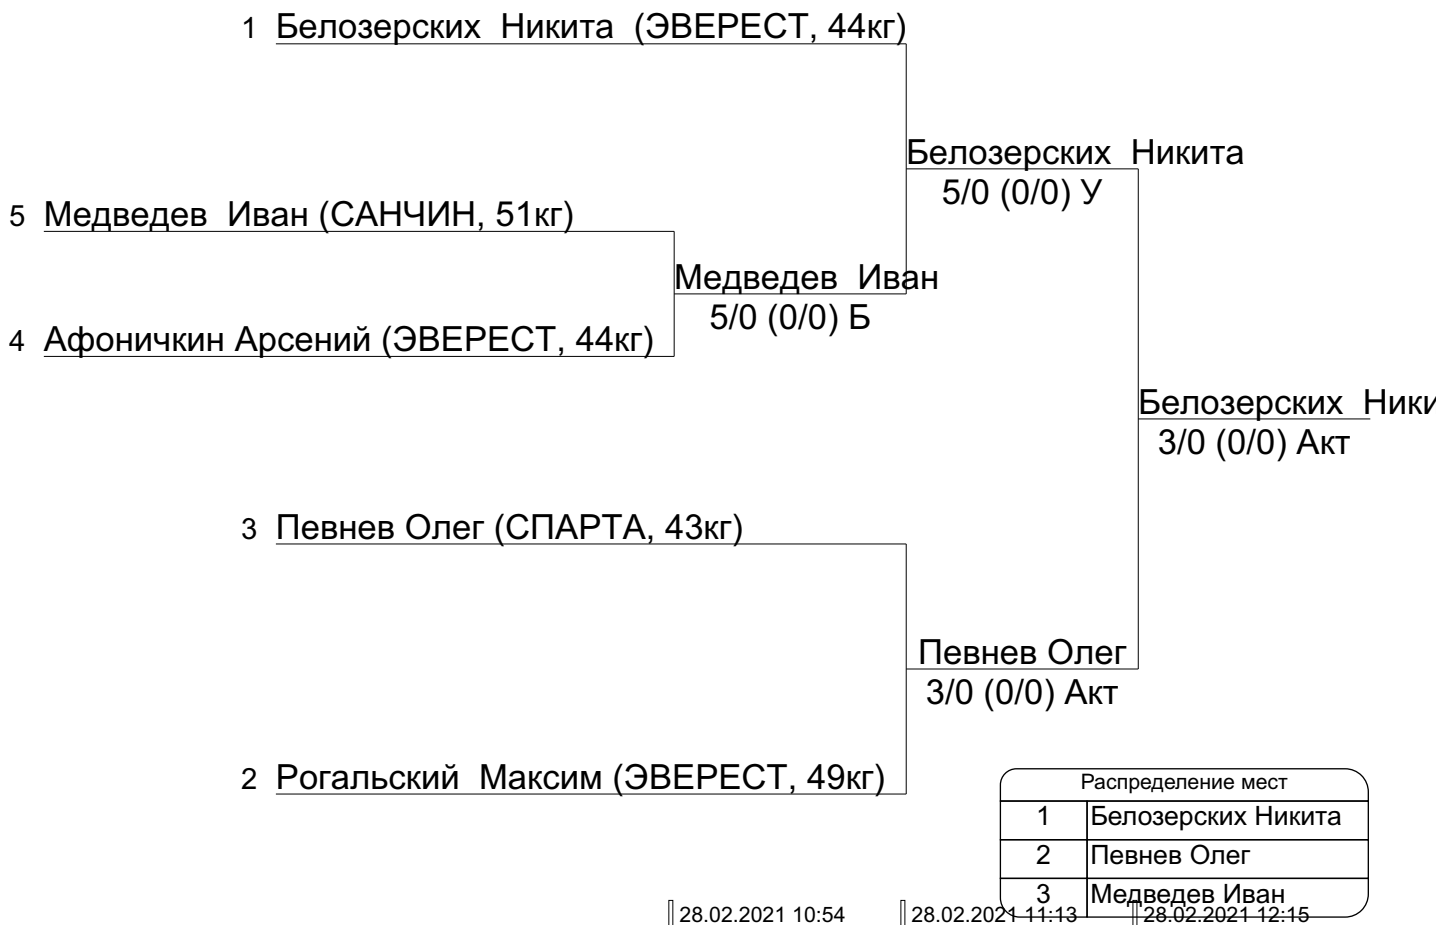 1 Белозерских Никита (ЭВЕРЕСТ, 44кг)
Белозерских Никита
5/0 (0/0) У
5 Медведев Иван (САНЧИН, 51кг)
Медведев Иван
5/0 (0/0) Б
4 Афоничкин Арсений (ЭВЕРЕСТ, 44кг)
Белозерских Ники
3/0 (0/0) Акт
3 Певнев Олег (СПАРТА, 43кг)
Певнев Олег
3/0 (0/0) Акт
2 Рогальский Максим (ЭВЕРЕСТ, 49кг)
Распределение мест
1 Белозерских Никита
2 Певнев Олег
3 Медведев Иван
28.02.2021 10:54 28.02.2021 11:13 28.02.2021 12:15